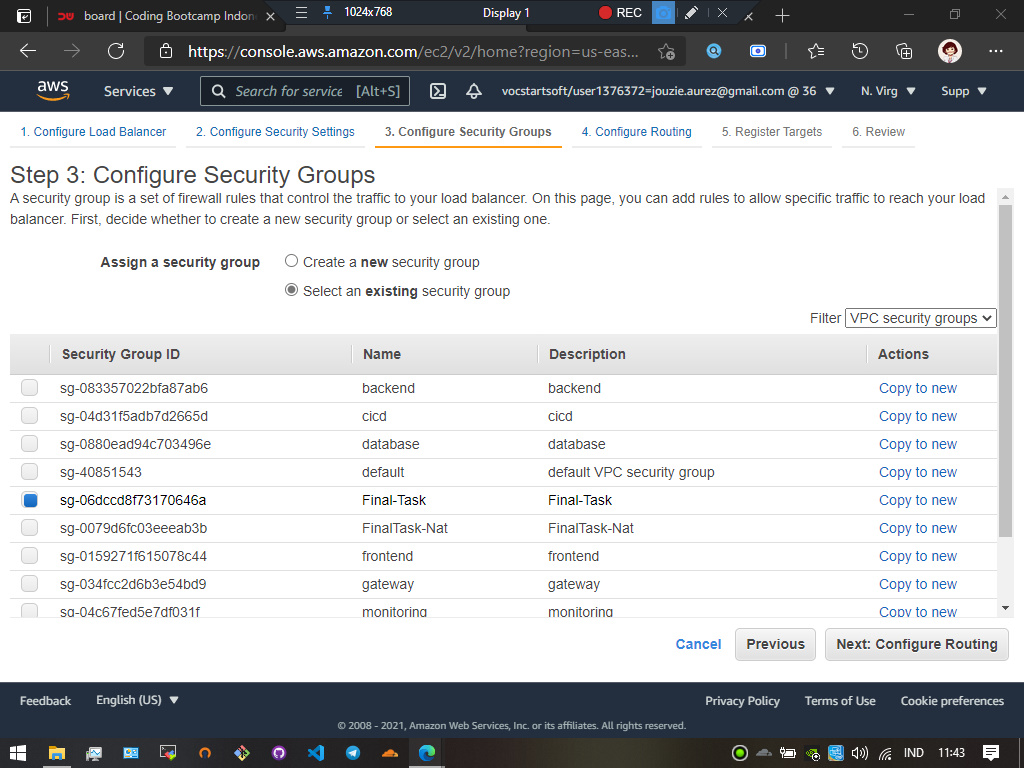 1024x768
Display 1
REC
board | Coding Bootcamp Indon
https://console.aws.amazon.com/ec2/v2/home?region=us-eas...
aws
Services
Search for service
[Alt+S]
vocstartsoft/user1376372=jouzie.aurez@gmail.com @ 36
N. Virg
Supp
1. Configure Load Balancer
2. Configure Security Settings
3. Configure Security Groups
4. Configure Routing
5. Register Targets
6. Review
Step 3: Configure Security Groups
A security group is a set of firewall rules that control the traffic to your load balancer. On this page, you can add rules to allow specific traffic to reach your load
balancer. First, decide whether to create a new security group or select an existing one.
Assign a security group
Create a new security group
Select an existing security group
Filter VPC security groups
Security Group ID Name Description Actions
sg-083357022bfa87ab6 backend backend Copy to new
sg-04d31f5adb7d2665d cicd cicd Copy to new
sg-0880ead94c703496e database database Copy to new
sg-40851543 default default VPC security group Copy to new
sg-06dccd8f73170646a Final-Task Final-Task Copy to new
sg-0079d6fc03eeeab3b FinalTask-Nat FinalTask-Nat Copy to new
sg-0159271f615078c44 frontend frontend Copy to new
sg-034fcc2d6b3e54bd9 gateway gateway Copy to new
sg-04c67fed5e7df031f monitoring monitoring Copy to new
Cancel
Previous
Next: Configure Routing
Feedback
English (US)
Privacy Policy
Terms of Use
Cookie preferences
© 2008 - 2021, Amazon Web Services, Inc. or its affiliates. All rights reserved.
IND
11:43